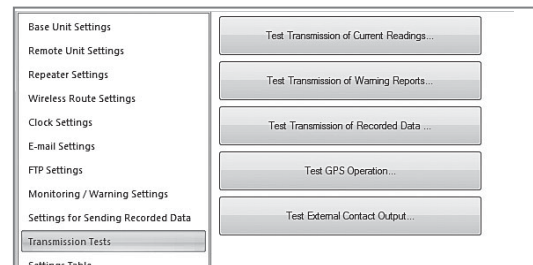 Base Unit Settings
Remote Unit Settings
Repeater Settings
Wireless Route Settings
Clock Settings
E-mail Settings
FTP Settings
Monitoring / Warning Settings
Settings for Sending Recorded Data
Transmission Tests
Settings Table
Test Transmission of Current Readings...
Test Transmission of Warning Reports...
Test Transmission of Recorded Data ...
Test GPS Operation...
Test External Contact Output...